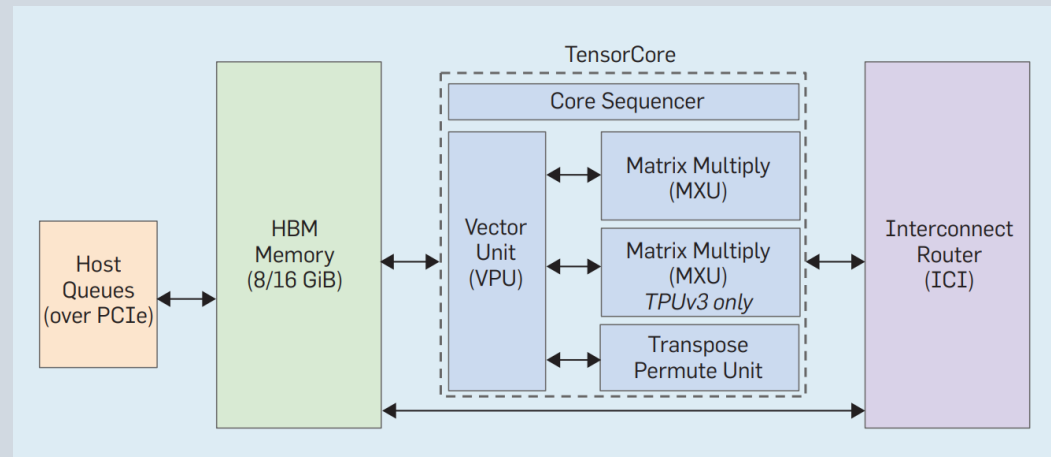 TensorCore
Core Sequencer
Host
Queues
(over PCIe)
HBM
Memory
(8/16 GiB)
Vector
Unit
(VPU)
Matrix Multiply
(MXU)
Matrix Multiply
(MXU)
TPUv3 only
Transpose
Permute Unit
Interconnect
Router
(ICI)